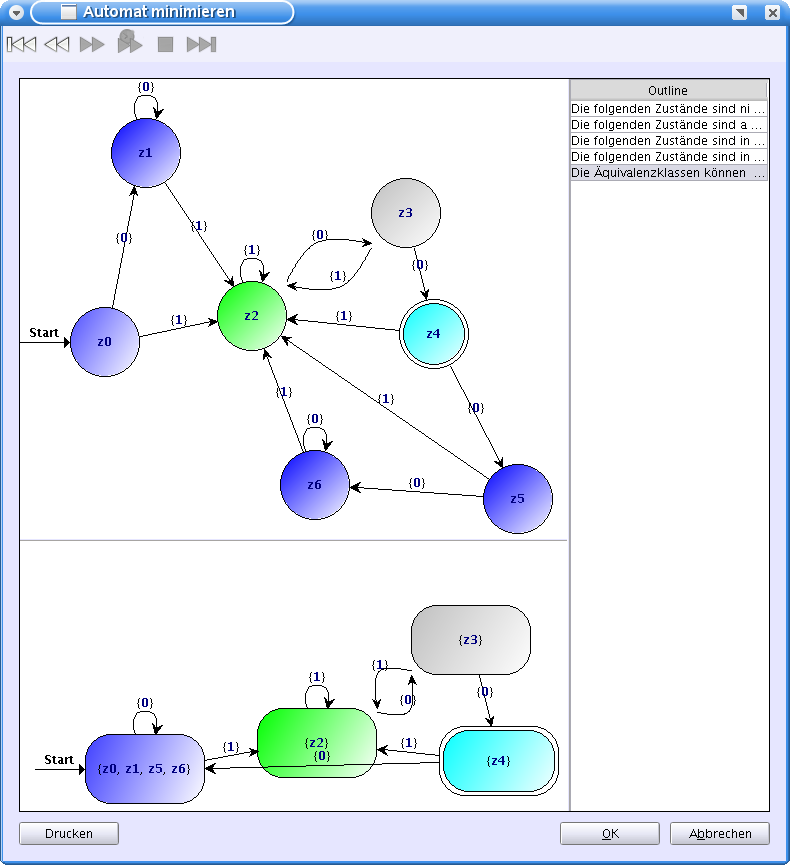 Automat minimieren
Outline
Die folgenden Zustände sind ni ...
Die folgenden Zustände sind a ...
Die folgenden Zustände sind in ...
Die folgenden Zustände sind in ...
Die Äquivalenzklassen können ...
{0}
z1
{1}
z3
{0}
{0}
{1}
{1}
{0}
z2
Start
z0
{1}
{1}
z4
{1}
{1}
{0}
{0}
z6
{0}
z5
{z3}
{1}
{0}
{0}
{1}
{0}
Start
{z0, z1, z5, z6}
{1}
{z2}
{0}
{1}
{z4}
Drucken
OK
Abbrechen